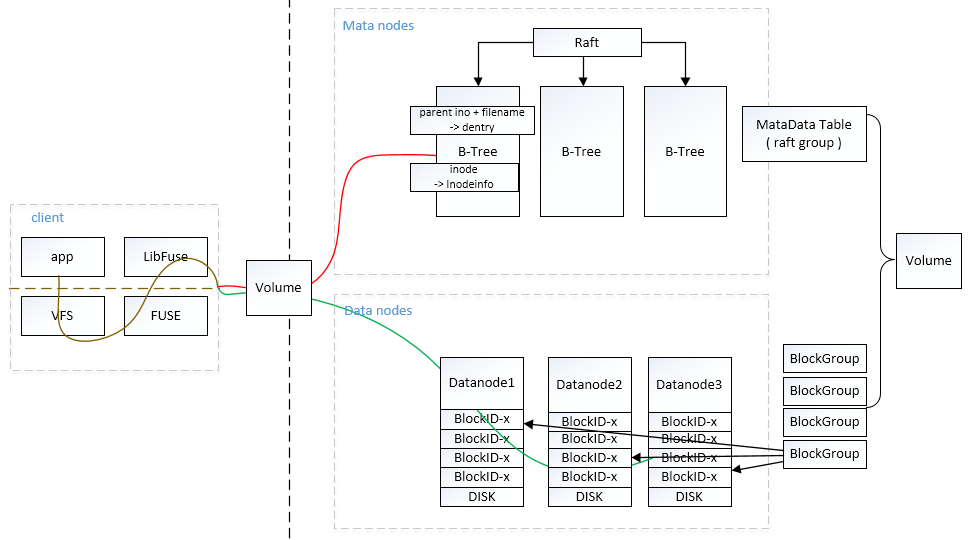 Mata nodes
Raft
parent ino + filename
-> dentry
B-Tree
inode
-> Inodeinfo
B-Tree
B-Tree
MataData Table
( raft group )
client
app
LibFuse
VFS
FUSE
Volume
Volume
Data nodes
Datanode1
BlockID-x
BlockID-x
BlockID-x
BlockID-x
DISK
Datanode2
BlockID-x
BlockID-x
BlockID-x
BlockID-x
DISK
Datanode3
BlockID-x
BlockID-x
BlockID-x
BlockID-x
DISK
BlockGroup
BlockGroup
BlockGroup
BlockGroup